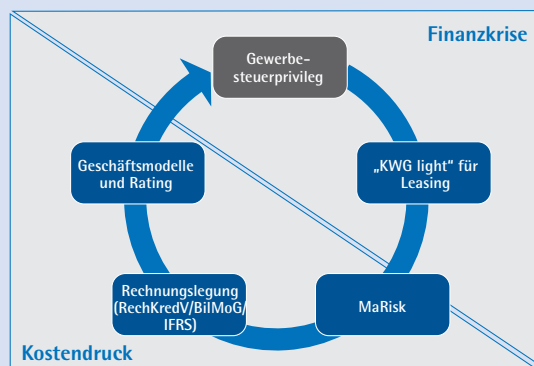 Finanzkrise
Gewerbe-
steuerprivileg
Geschäftsmodelle
und Rating
„KWG light“ für
Leasing
Rechnungslegung
(RechKredV/BilMoG/
IFRS)
MaRisk
Kostendruck